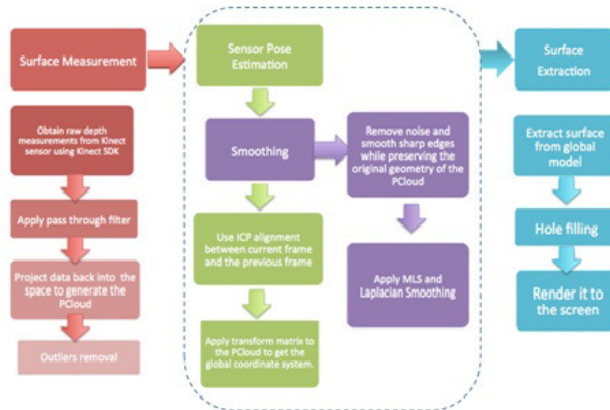 Surface Measurement
Obtain raw depth
measurements from Kinect
sensor using Kinect SDK
Apply pass through filter
Project data back into the
space to generate the
PCloud
Outliers removal
Sensor Pose
Estimation
Smoothing
Use ICP alignment
between current frame
and the previous frame
Apply transform matrix to
the PCloud to get the
global coordinate system.
Remove noise and
smooth sharp edges
while preserving the
original geometry of the
PCloud
Apply MLS and
Laplacian Smoothing
Surface
Extraction
Extract surface
from global
model
Hole filling
Render it to
the screen